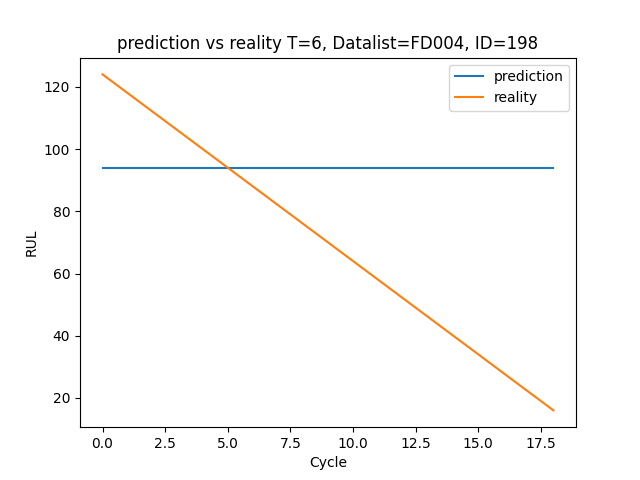 prediction vs reality T=6, Datalist=FD004, ID=198
prediction
reality
RUL
120
100
80
60
40
20
0.0 2.5 5.0 7.5 10.0 12.5 15.0 17.5
Cycle